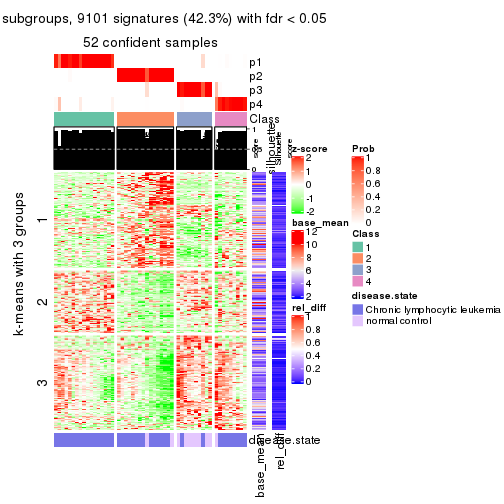 subgroups, 9101 signatures (42.3%) with fdr < 0.05
52 confident samples
p1
p2
p3
p4
Class
1
0
silhouette
Silhouette
score
score
k-means with 3 groups
1
2
3
disease.state
base_mean
rel_diff
z-score
2
1
0
-1
-2
base_mean
12
10
8
6
4
2
rel_diff
1
0.8
0.6
0.4
0.2
0
Prob
1
0.8
0.6
0.4
0.2
0
Class
1
2
3
4
disease.state
Chronic lymphocytic leukemia
normal control